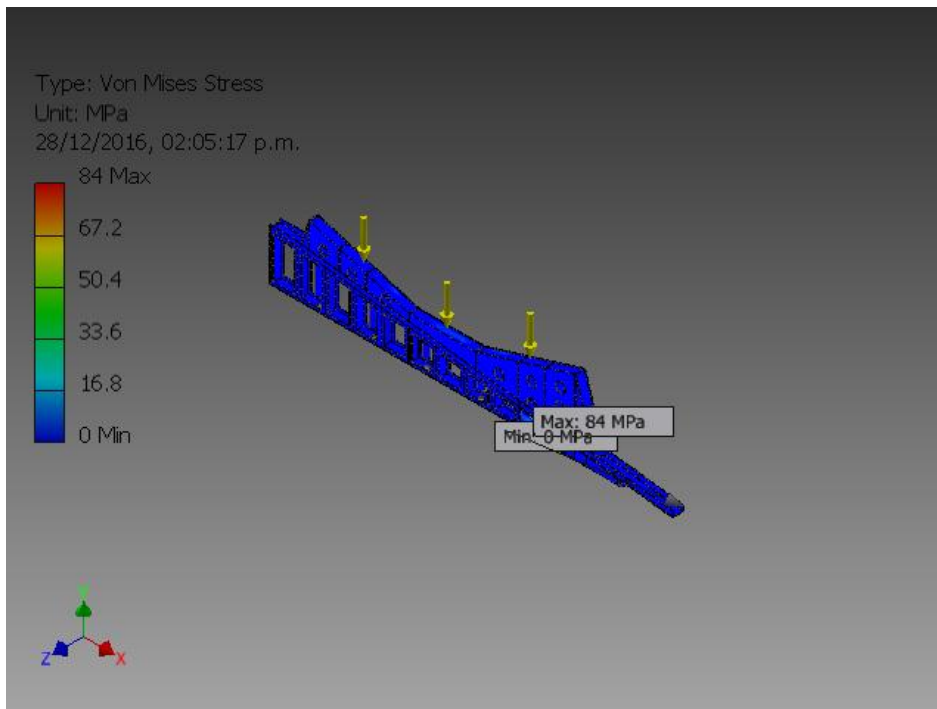 Type: Von Mises Stress
Unit: MPa
28/12/2016, 02:05:17 p.m.
84 Max
67.2
50.4
33.6
16.8
0 Min
Max: 84 MPa
Min: 0 MPa
Y
Z
X